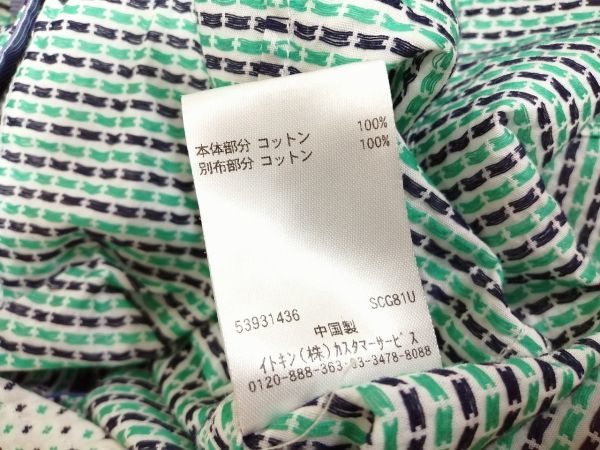 本体部分 コットン 100%
別布部分 コットン 100%
53931436 SCG81U
中国製
イトキン(株)カスタマーサービス
0120-888-363 03-3478-8088